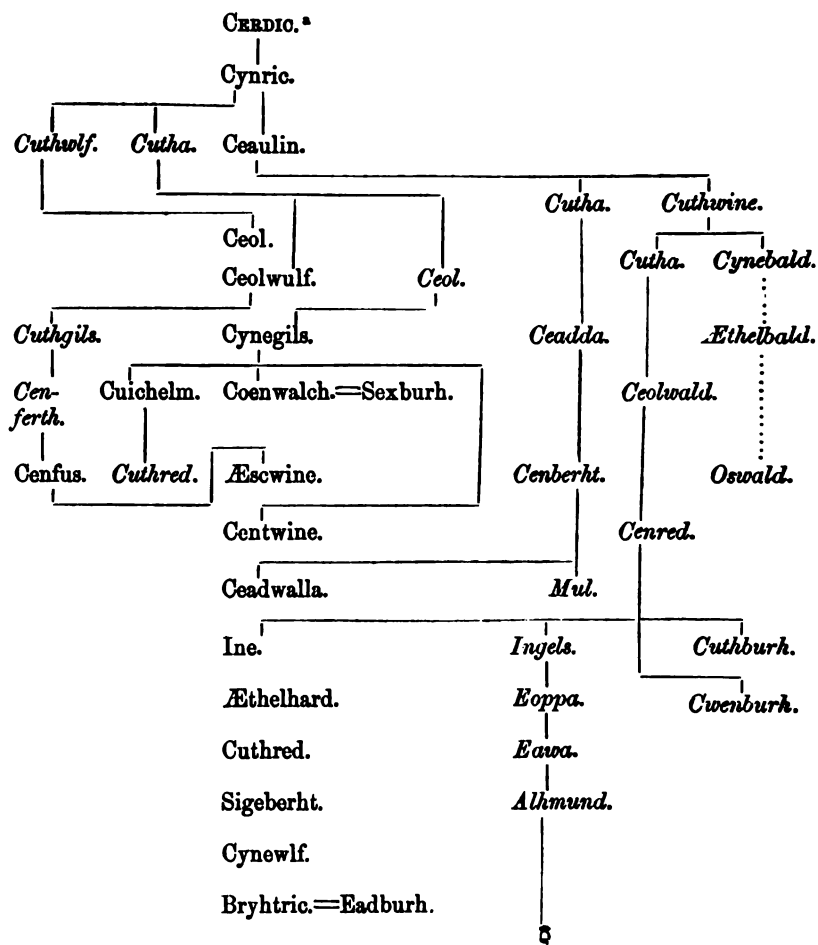 CERDIC.ᵃ
Cynric.
Cuthwlf. Cutha. Ceaulin.
Cutha. Cuthwine.
Ceol.
Cutha. Cynebald.
Ceolwulf. Ceol.
Cuthgils. Cynegils. Ceadda. Æthelbald.
Cen-
ferth.
Cuichelm. Coenwalch.=Sexburh. Ceolwald.
Cenfus. Cuthred. Æscwine. Cenberht. Oswald.
Centwine. Cenred.
Ceadwalla. Mul.
Ine. Ingels. Cuthburh.
Æthelhard. Eoppa. Cwenburh.
Cuthred. Eawa.
Sigeberht. Alhmund.
Cynewlf.
Bryhtric.=Eadburh.